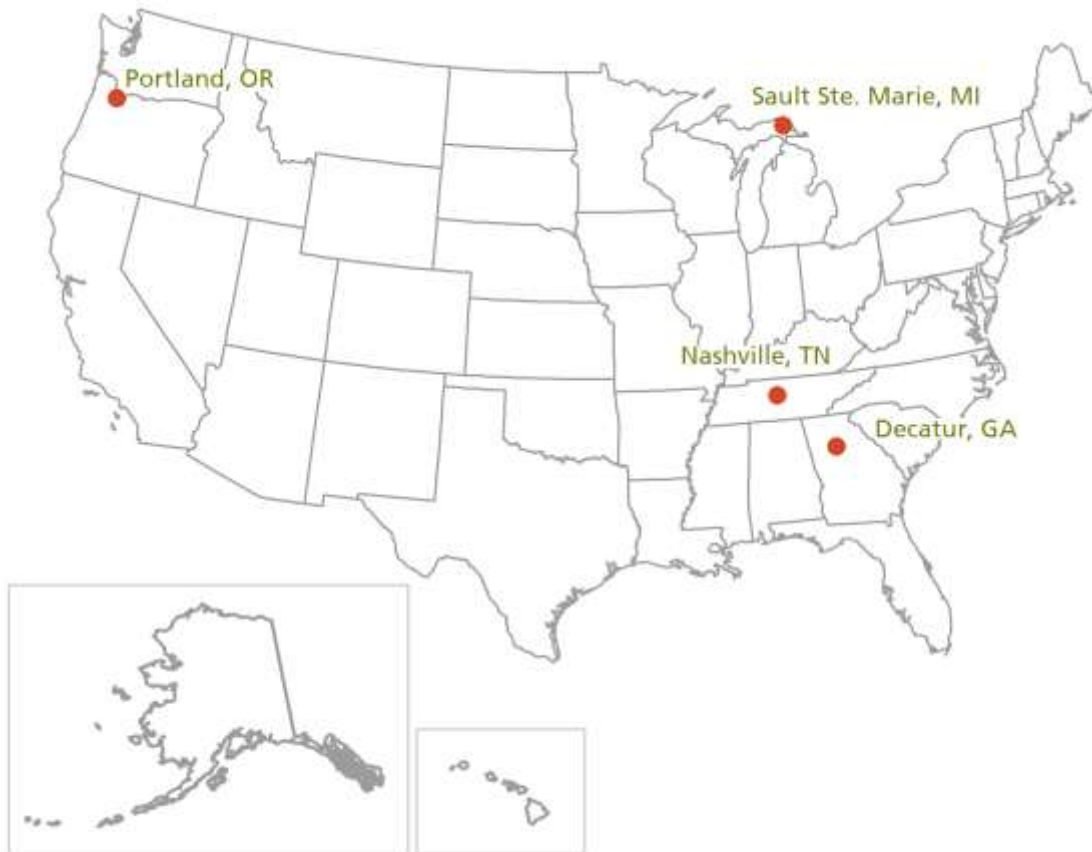 Portland, OR
Sault Ste. Marie, MI
Nashville, TN
Decatur, GA